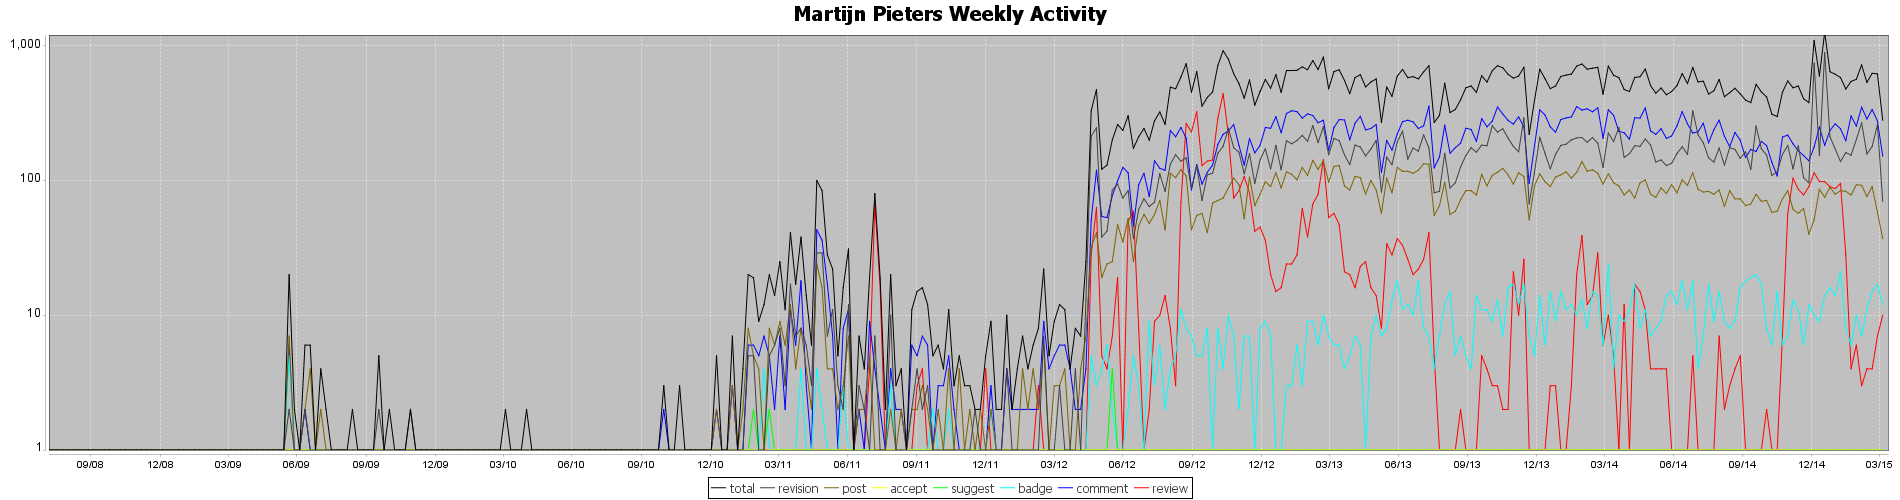 Martijn Pieters Weekly Activity
1,000
100
10
1
09/08 12/08 03/09 06/09 09/09 12/09 03/10 06/10 09/10 12/10 03/11 06/11 09/11 12/11 03/12 06/12 09/12 12/12 03/13 06/13 09/13 12/13 03/14 06/14 09/14 12/14 03/15
total revision post accept suggest badge comment review